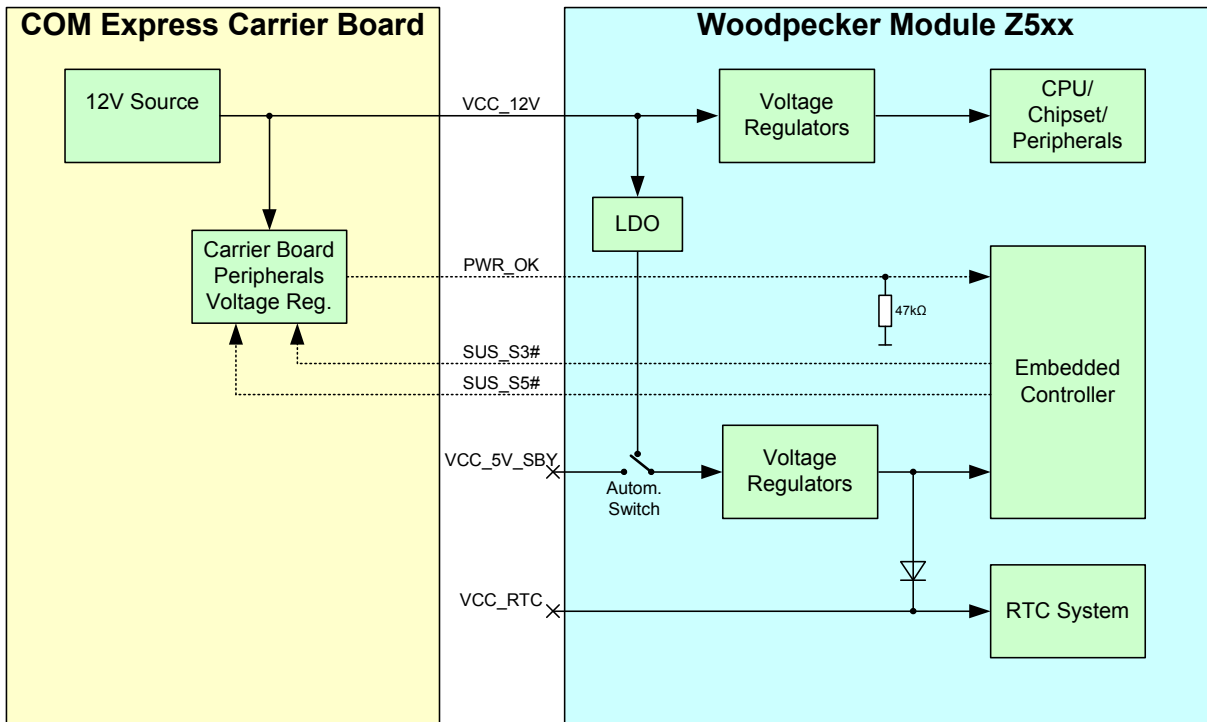 COM Express Carrier Board
Woodpecker Module Z5xx
12V Source
VCC_12V
Voltage
Regulators
CPU/
Chipset/
Peripherals
LDO
Carrier Board
Peripherals
Voltage Reg.
PWR_OK
47kΩ
SUS_S3#
SUS_S5#
Embedded
Controller
VCC_5V_SBY
Autom.
Switch
Voltage
Regulators
VCC_RTC
RTC System